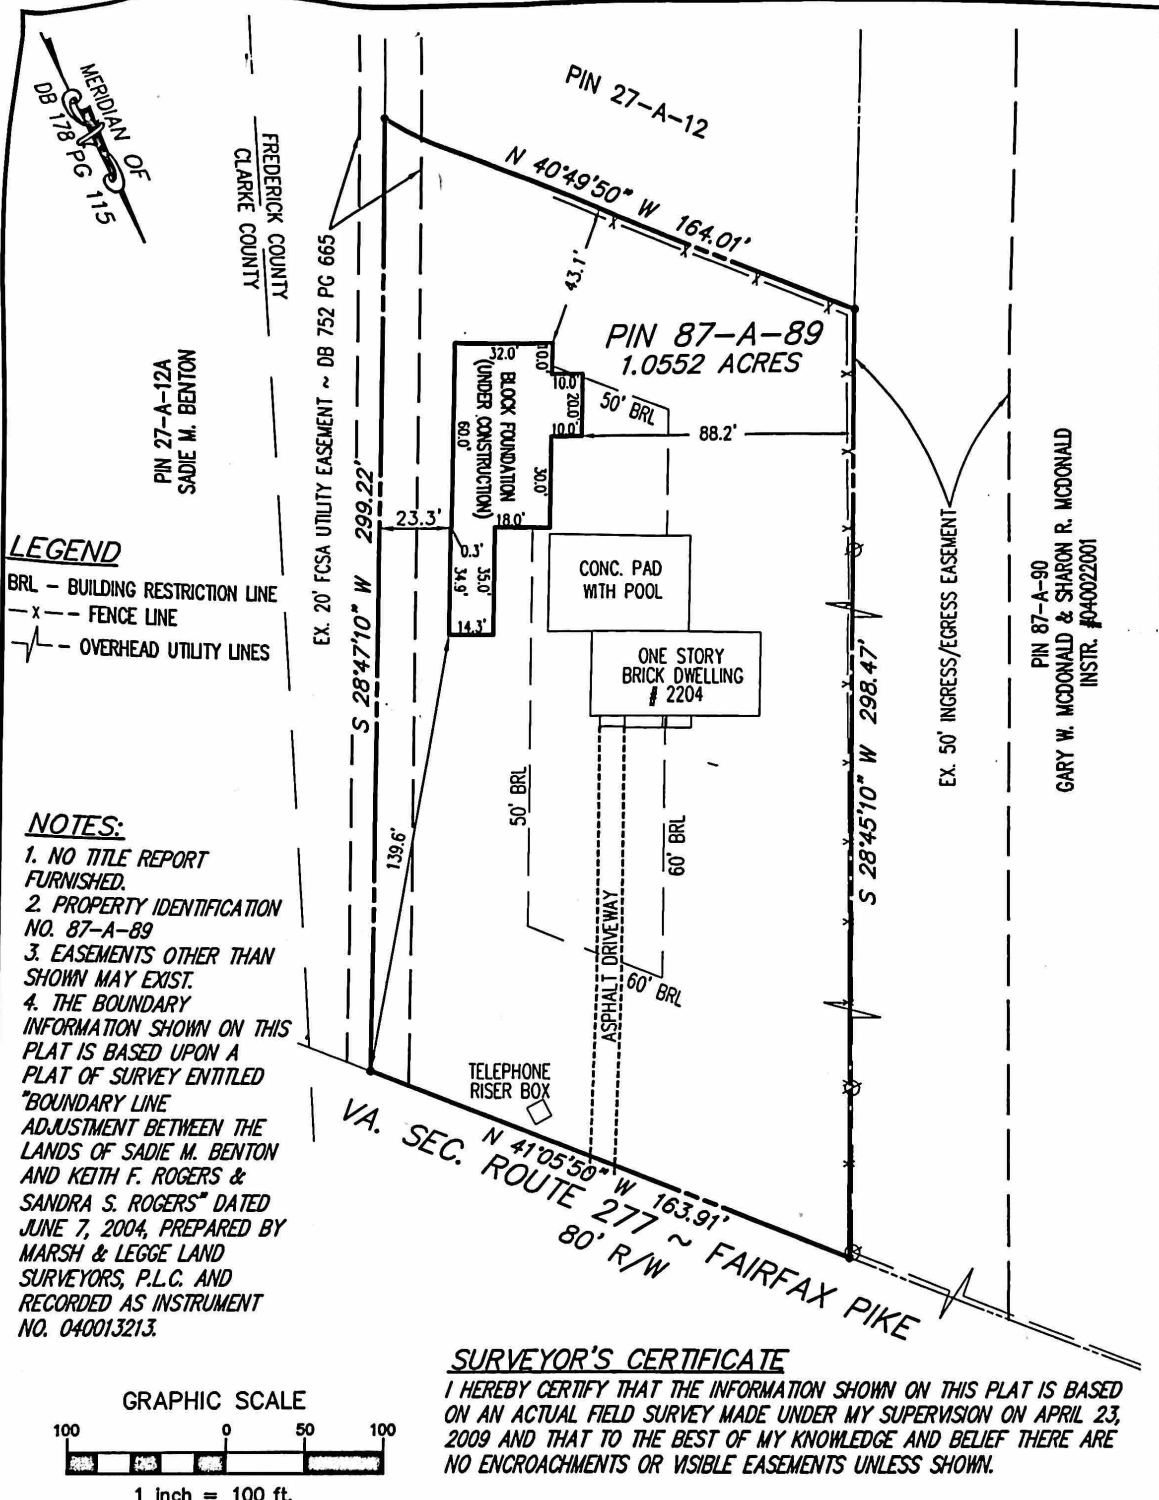 MERIDIAN OF
DB 178 PG 115
FREDERICK COUNTY
CLARKE COUNTY
PIN 27-A-12
N 40°49'50" W 164.01'
EX. 20' FCSA UTILITY EASEMENT ~ DB 752 PG 665
43.1'
PIN 87-A-89
1.0552 ACRES
PIN 27-A-12A
SADIE M. BENTON
32.0'
10.0'
10.0'
20.0'
10.0'
BLOCK FOUNDATION
(UNDER CONSTRUCTION)
60.0'
30.0'
18.0'
50' BRL
88.2'
S 28°47'10" W 299.22'
23.3'
0.3'
34.9'
35.0'
14.3'
CONC. PAD
WITH POOL
ONE STORY
BRICK DWELLING
# 2204
S 28°45'10" W 298.47'
EX. 50' INGRESS/EGRESS EASEMENT
PIN 87-A-90
GARY W. MCDONALD & SHARON R. MCDONALD
INSTR. #040022001
LEGEND
BRL - BUILDING RESTRICTION LINE
-x-- FENCE LINE
- OVERHEAD UTILITY LINES
50' BRL
60' BRL
139.6'
ASPHALT DRIVEWAY
60' BRL
TELEPHONE
RISER BOX
N 41°05'50" W 163.91'
VA. SEC. ROUTE 277 ~ FAIRFAX PIKE
80' R/W
NOTES:
1. NO TITLE REPORT
FURNISHED.
2. PROPERTY IDENTIFICATION
NO. 87-A-89
3. EASEMENTS OTHER THAN
SHOWN MAY EXIST.
4. THE BOUNDARY
INFORMATION SHOWN ON THIS
PLAT IS BASED UPON A
PLAT OF SURVEY ENTITLED
"BOUNDARY LINE
ADJUSTMENT BETWEEN THE
LANDS OF SADIE M. BENTON
AND KEITH F. ROGERS &
SANDRA S. ROGERS" DATED
JUNE 7, 2004, PREPARED BY
MARSH & LEGGE LAND
SURVEYORS, P.L.C. AND
RECORDED AS INSTRUMENT
NO. 040013213.
GRAPHIC SCALE
100 0 50 100
1 inch = 100 ft.
SURVEYOR'S CERTIFICATE
I HEREBY CERTIFY THAT THE INFORMATION SHOWN ON THIS PLAT IS BASED
ON AN ACTUAL FIELD SURVEY MADE UNDER MY SUPERVISION ON APRIL 23,
2009 AND THAT TO THE BEST OF MY KNOWLEDGE AND BELIEF THERE ARE
NO ENCROACHMENTS OR VISIBLE EASEMENTS UNLESS SHOWN.